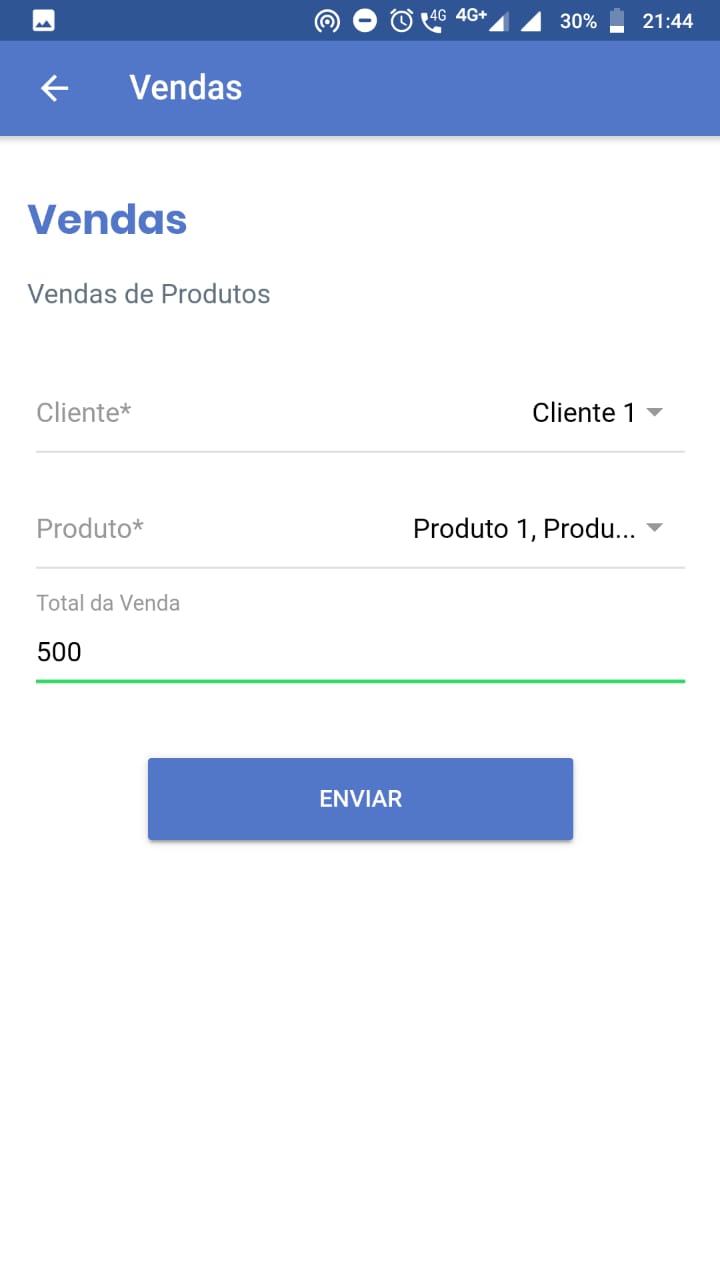 4G 4G+ 30% 21:44
Vendas
Vendas
Vendas de Produtos
Cliente* Cliente 1
Produto* Produto 1, Produ...
Total da Venda
500
ENVIAR